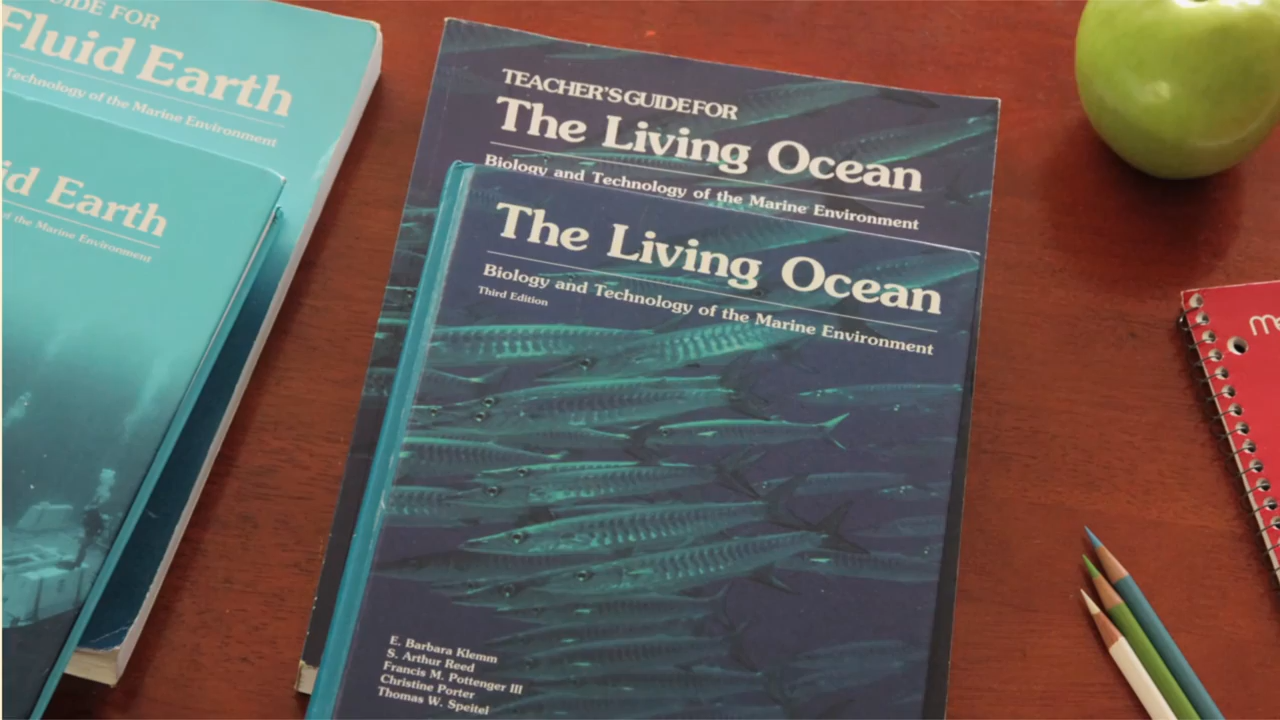 FOR
Fluid Earth
Technology of the Marine Environment
Earth
of the Marine Environment
TEACHER'S GUIDE FOR
The Living Ocean
Biology and Technology of the Marine Environment
The Living Ocean
Biology and Technology of the Marine Environment
Third Edition
E. Barbara Klemm
S. Arthur Reed
Francis M. Pottenger III
Christine Porter
Thomas W. Speitel